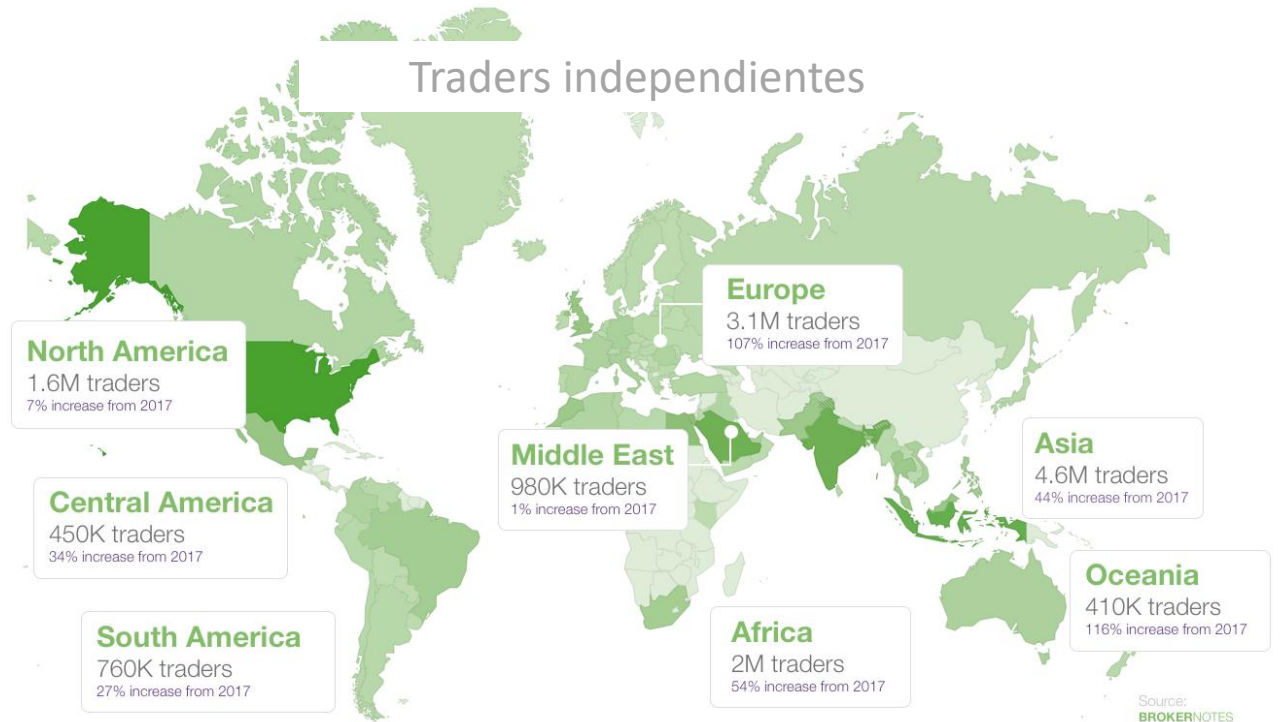 Traders independientes
Europe
3.1M traders
107% increase from 2017
North America
1.6M traders
7% increase from 2017
Middle East
980K traders
1% increase from 2017
Asia
4.6M traders
44% increase from 2017
Central America
450K traders
34% increase from 2017
Oceania
410K traders
116% increase from 2017
South America
760K traders
27% increase from 2017
Africa
2M traders
54% increase from 2017
Source:
BROKERNOTES